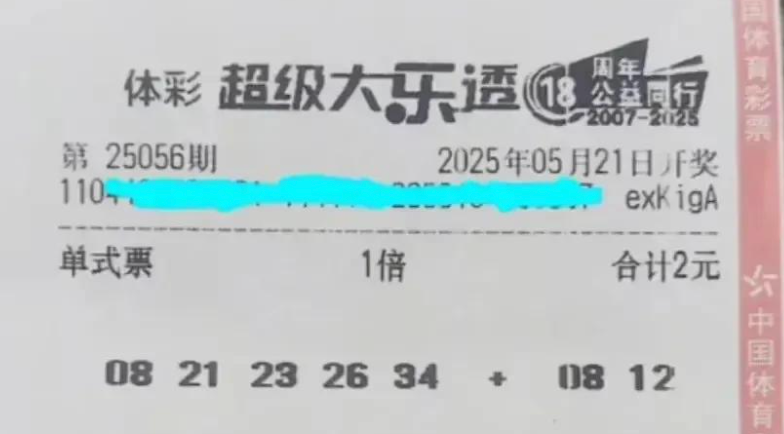 国体育彩票
体彩 超级大乐透 18 周年
公益同行
2007-2025
第 25056期 2025年05月21日开奖
110 exKigA
单式票 1倍 合计2元
08 21 23 26 34 + 08 12
中国体育